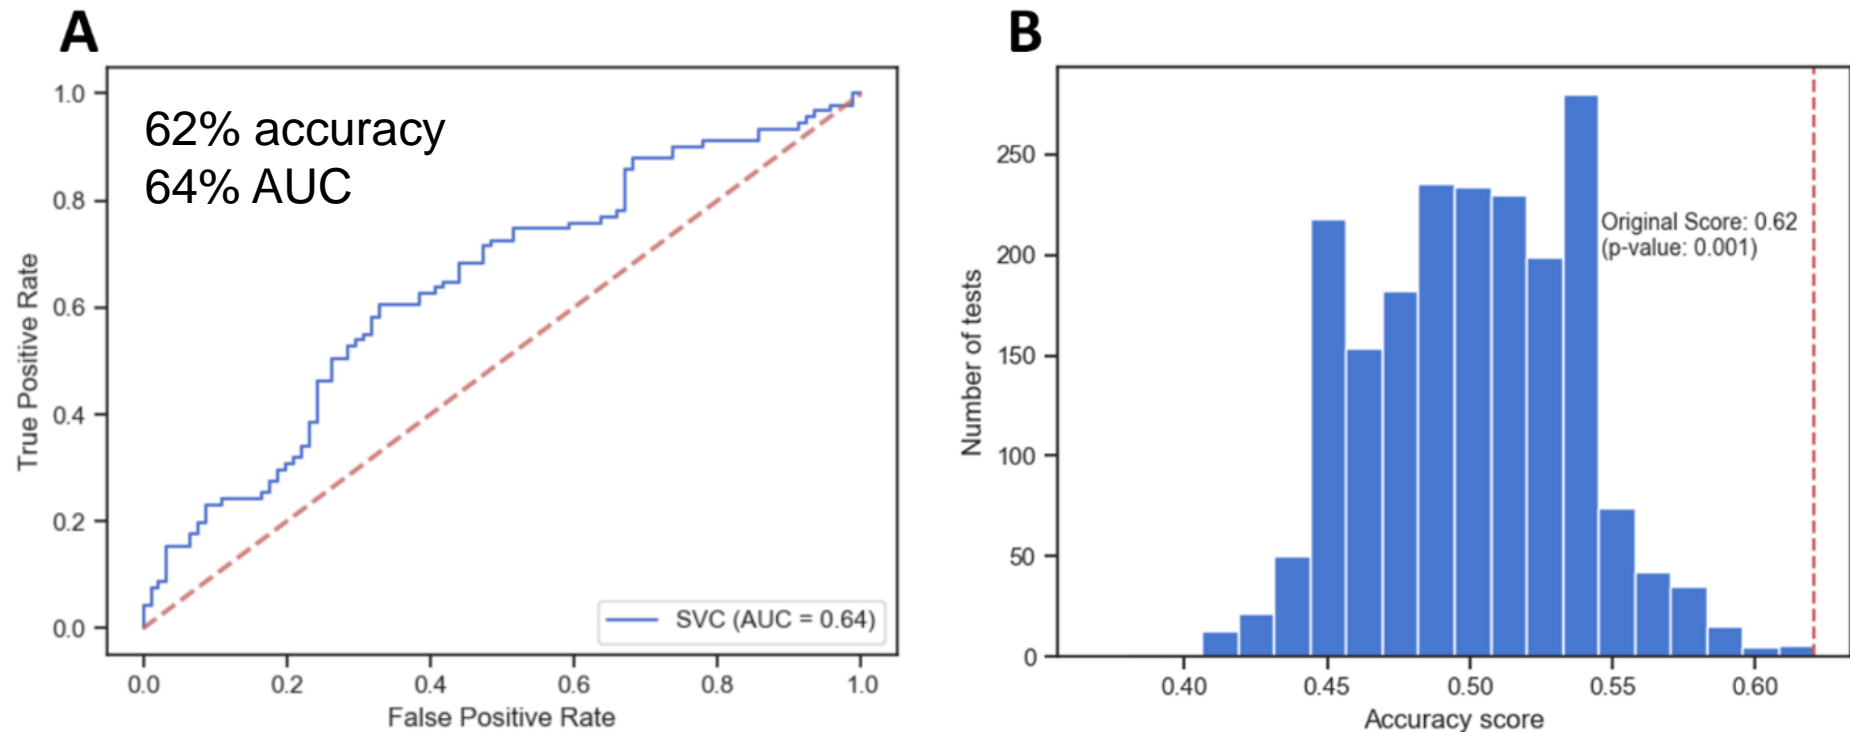 A
62% accuracy
64% AUC
1.0
0.8
0.6
0.4
0.2
0.0
True Positive Rate
SVC (AUC = 0.64)
0.0 0.2 0.4 0.6 0.8 1.0
False Positive Rate
B
250
200
150
100
50
0
Number of tests
Original Score: 0.62
(p-value: 0.001)
0.40 0.45 0.50 0.55 0.60
Accuracy score